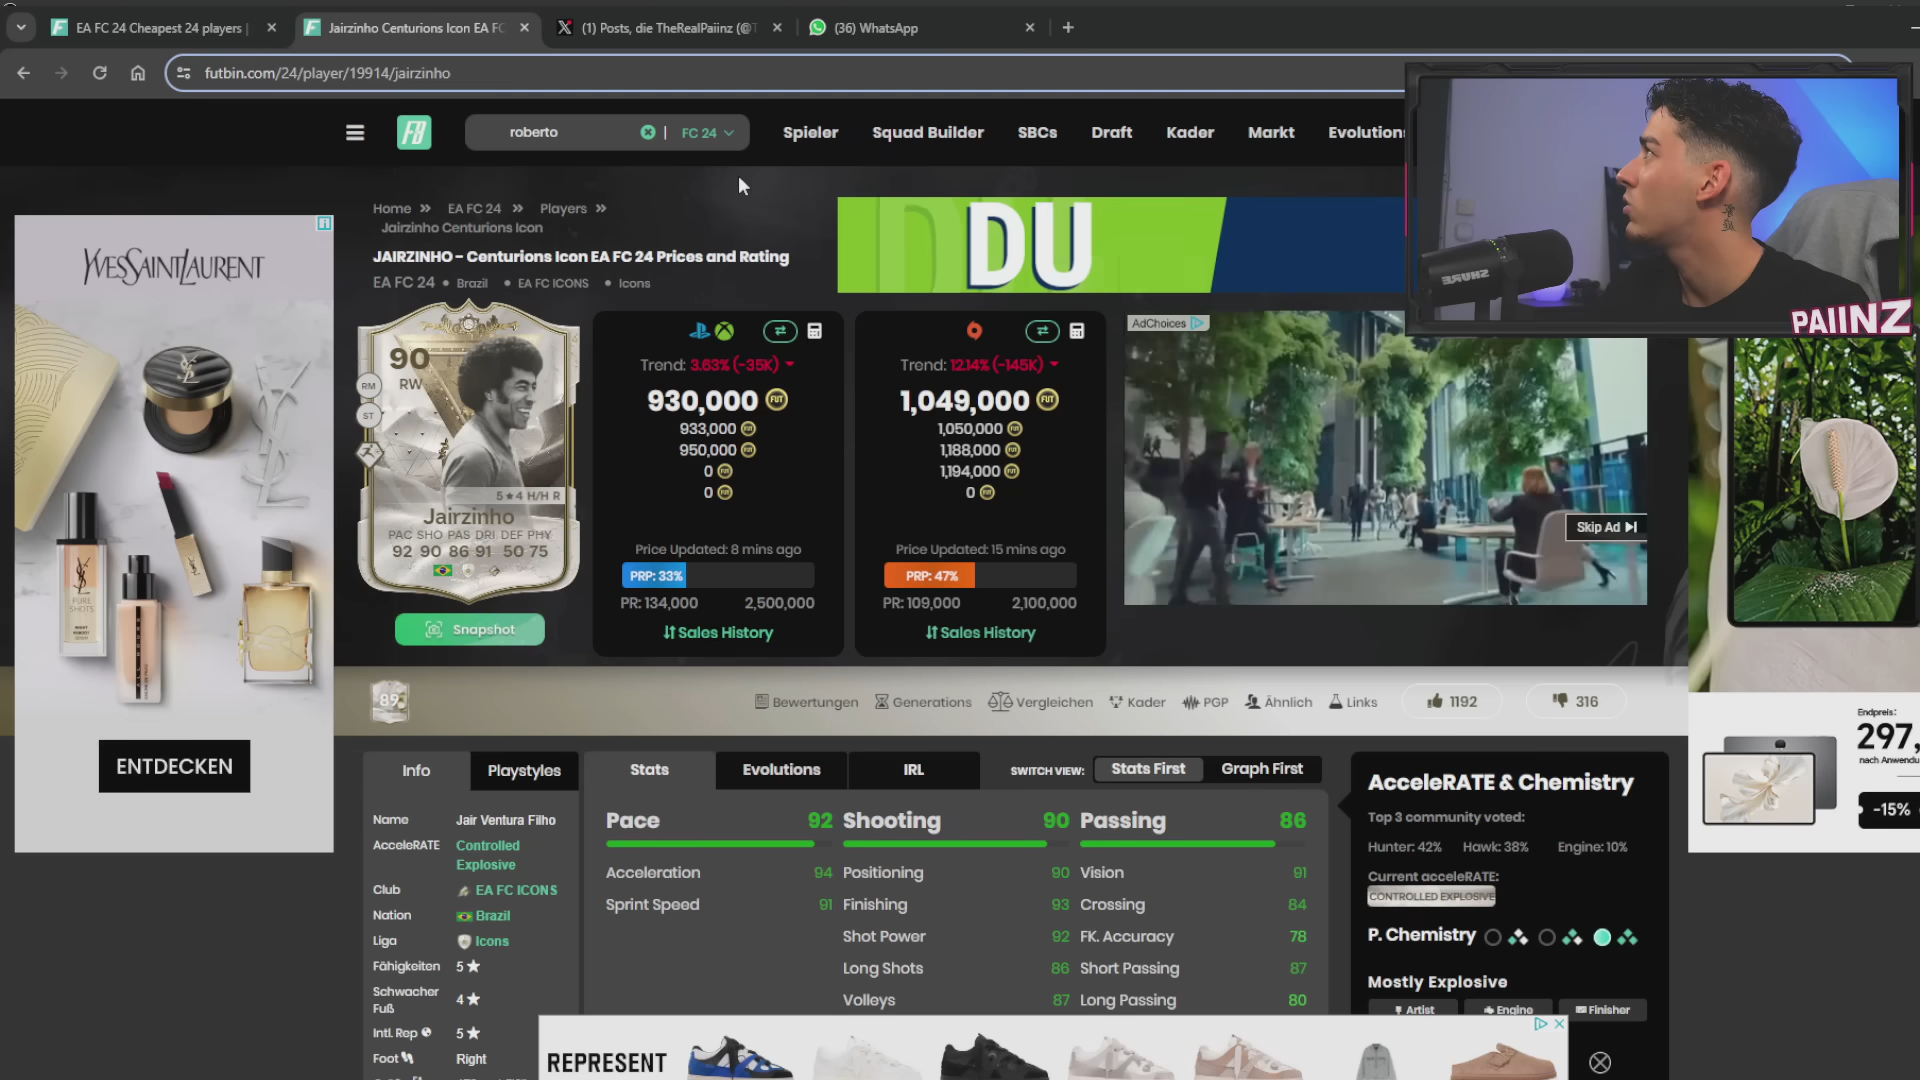 EA FC 24 Cheapest 24 players |
Jairzinho Centurions Icon EA FC
(1) Posts, die TheRealPaiinz (@T
(36) WhatsApp
futbin.com/24/player/19914/jairzinho
roberto
FC 24
Spieler
Squad Builder
SBCs
Draft
Kader
Markt
Evolution
Home » EA FC 24 » Players »
Jairzinho Centurions Icon
JAIRZINHO - Centurions Icon EA FC 24 Prices and Rating
EA FC 24 • Brazil • EA FC ICONS • Icons
YVES SAINT LAURENT
ENTDECKEN
DU
SHURE
PAIINZ
90
RW
RM
ST
5★4 H/H R
Jairzinho
PAC SHO PAS DRI DEF PHY
92 90 86 91 50 75
Snapshot
Trend: 3.63% (-35K)
930,000
933,000
950,000
0
0
Price Updated: 8 mins ago
PRP: 33%
PR: 134,000 2,500,000
Sales History
Trend: 12.14% (-145K)
1,049,000
1,050,000
1,188,000
1,194,000
0
Price Updated: 15 mins ago
PRP: 47%
PR: 109,000 2,100,000
Sales History
AdChoices
Skip Ad
89
Bewertungen
Generations
Vergleichen
Kader
PGP
Ähnlich
Links
1192
316
Endpreis:
297,
nach Anwendu
-15%
Info
Playstyles
Name Jair Ventura Filho
AcceleRATE Controlled
Explosive
Club EA FC ICONS
Nation Brazil
Liga Icons
Fähigkeiten 5★
Schwacher
Fuß 4★
Intl. Rep 5★
Foot Right
Stats
Evolutions
IRL
SWITCH VIEW:
Stats First
Graph First
Pace 92
Acceleration 94
Sprint Speed 91
Shooting 90
Positioning 90
Finishing 93
Shot Power 92
Long Shots 86
Volleys 87
Passing 86
Vision 91
Crossing 84
FK. Accuracy 78
Short Passing 87
Long Passing 80
AcceleRATE & Chemistry
Top 3 community voted:
Hunter: 42% Hawk: 38% Engine: 10%
Current acceleRATE:
CONTROLLED EXPLOSIVE
P. Chemistry
Mostly Explosive
Artist
Engine
Finisher
REPRESENT